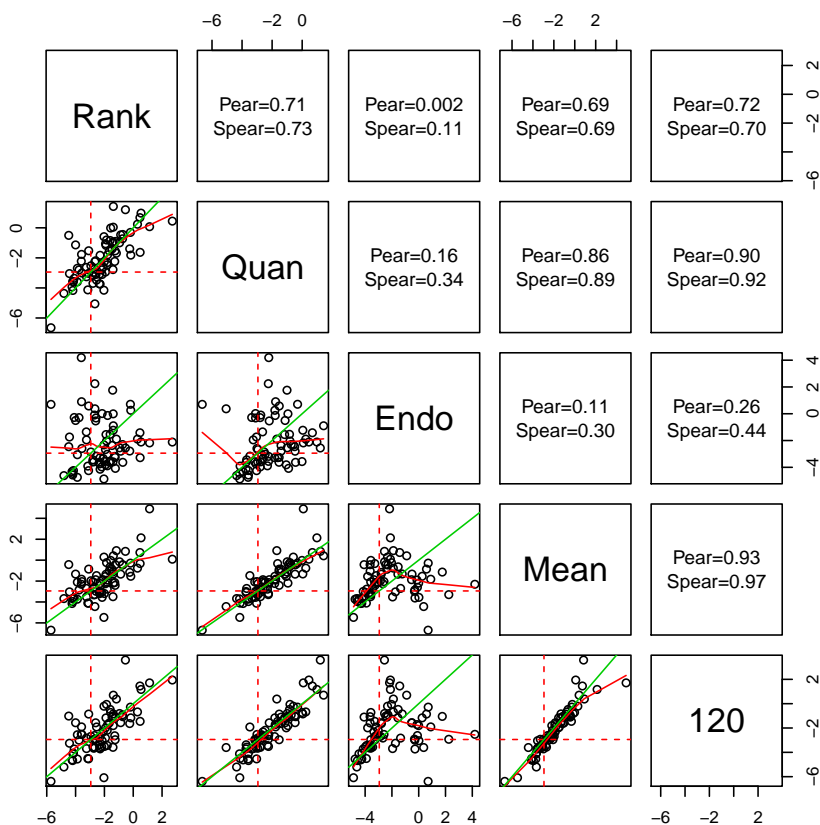 -6 -2 0 -6 -2 2
Rank
Pear=0.71
Spear=0.73
Pear=0.002
Spear=0.11
Pear=0.69
Spear=0.69
Pear=0.72
Spear=0.70
-6 -2 0 2
-6 -2 0
Quan
Pear=0.16
Spear=0.34
Pear=0.86
Spear=0.89
Pear=0.90
Spear=0.92
Endo
Pear=0.11
Spear=0.30
Pear=0.26
Spear=0.44
-4 0 2 4
-6 -2 0 2
Mean
Pear=0.93
Spear=0.97
120
-6 -2 0 2
-6 -4 -2 0 2
-4 0 2 4
-6 -2 0 2